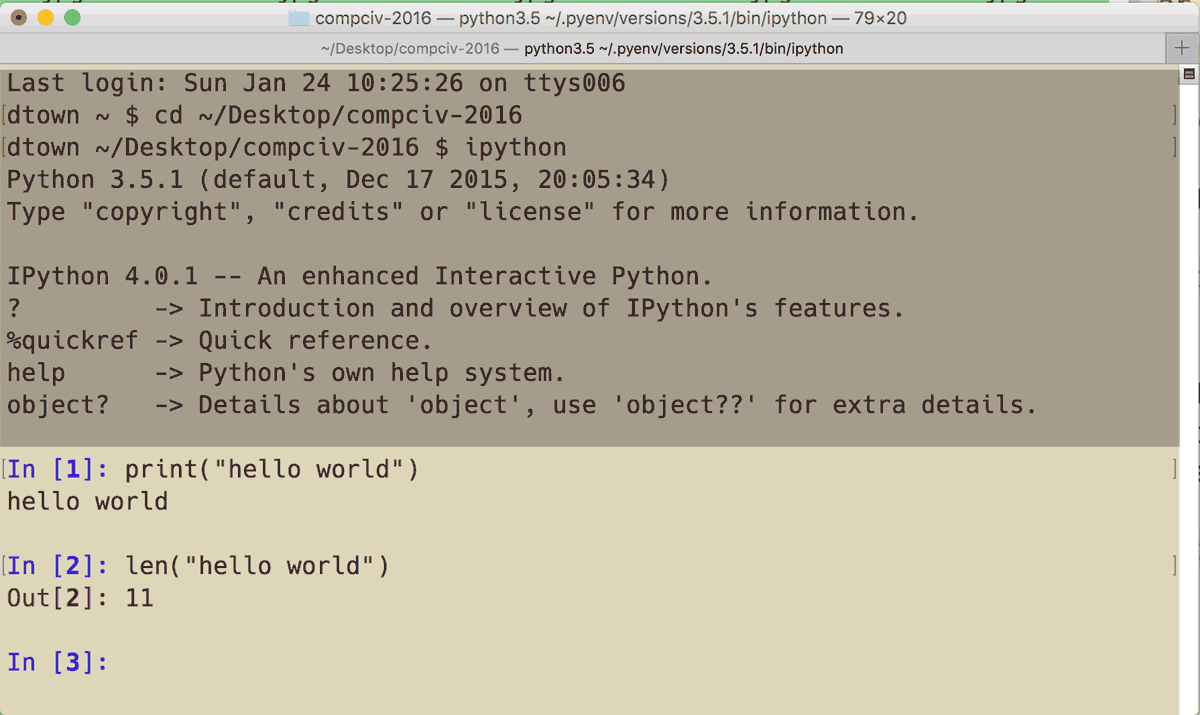 compciv-2016 — python3.5 ~/.pyenv/versions/3.5.1/bin/ipython — 79×20
~/Desktop/compciv-2016 — python3.5 ~/.pyenv/versions/3.5.1/bin/ipython +
Last login: Sun Jan 24 10:25:26 on ttys006
[dtown ~ $ cd ~/Desktop/compciv-2016 ]
[dtown ~/Desktop/compciv-2016 $ ipython ]
Python 3.5.1 (default, Dec 17 2015, 20:05:34)
Type "copyright", "credits" or "license" for more information.
IPython 4.0.1 -- An enhanced Interactive Python.
?         -> Introduction and overview of IPython's features.
%quickref -> Quick reference.
help      -> Python's own help system.
object?   -> Details about 'object', use 'object??' for extra details.
[In [1]: print("hello world") ]
hello world
[In [2]: len("hello world") ]
Out[2]: 11
In [3]: